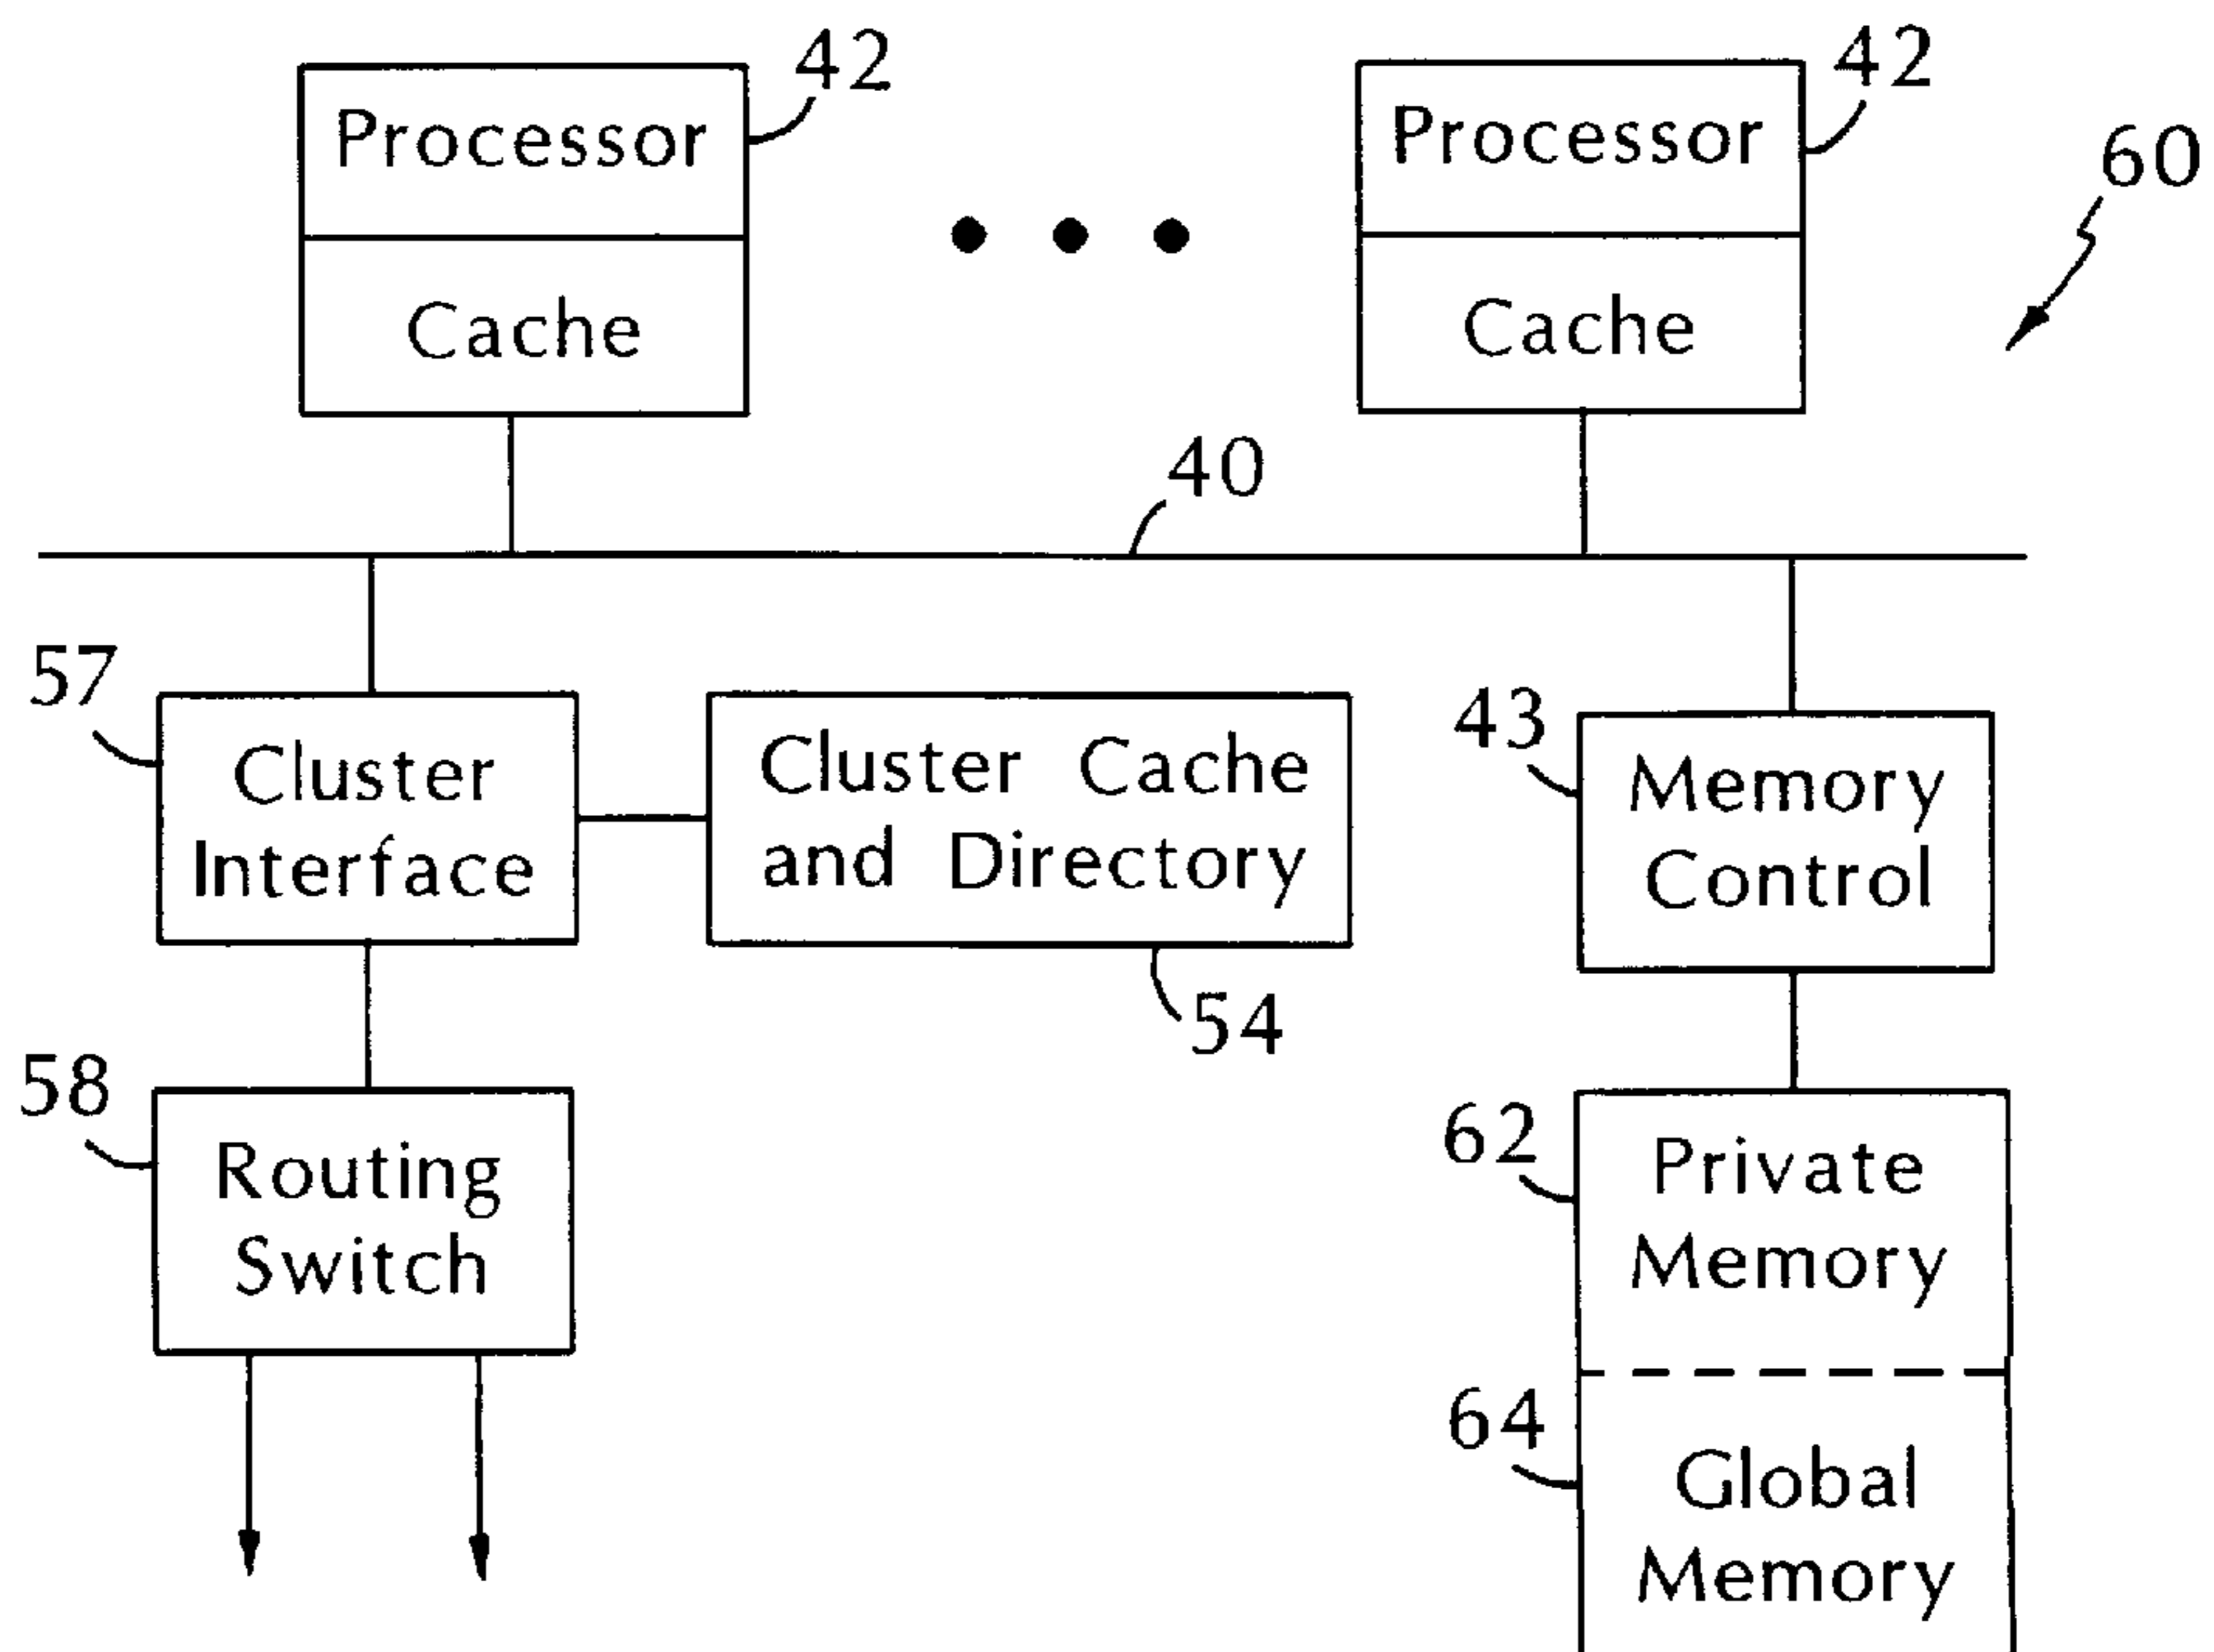 42
42
Processor
Processor
60
Cache
Cache
40
57
43
Cluster
Interface
Cluster Cache
and Directory
Memory
Control
54
58
62
Routing
Switch
Private
Memory
64
Global
Memory